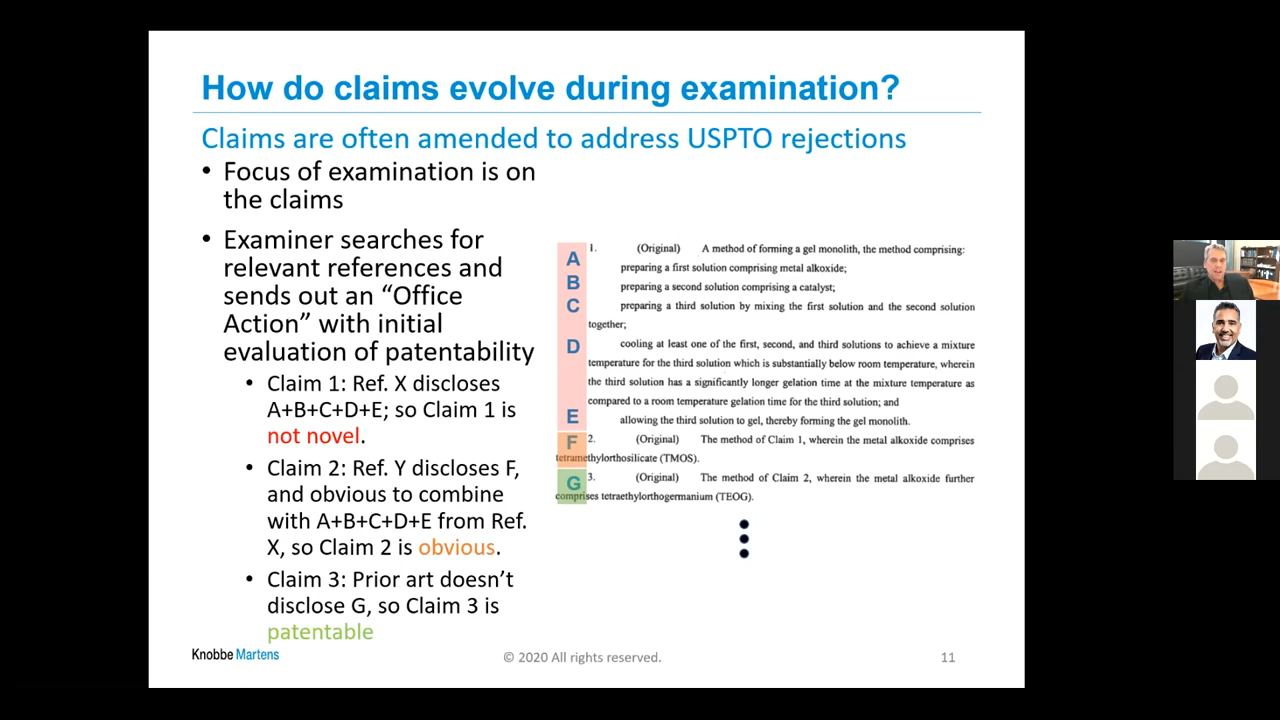 How do claims evolve during examination?
Claims are often amended to address USPTO rejections
• Focus of examination is on
the claims
• Examiner searches for
relevant references and
sends out an “Office
Action” with initial
evaluation of patentability
• Claim 1: Ref. X discloses
A+B+C+D+E; so Claim 1 is
not novel.
• Claim 2: Ref. Y discloses F,
and obvious to combine
with A+B+C+D+E from Ref.
X, so Claim 2 is obvious.
• Claim 3: Prior art doesn’t
disclose G, so Claim 3 is
patentable
A
B
C
D
E
F
G
1. (Original) A method of forming a gel monolith, the method comprising:
preparing a first solution comprising metal alkoxide;
preparing a second solution comprising a catalyst;
preparing a third solution by mixing the first solution and the second solution
together;
cooling at least one of the first, second, and third solutions to achieve a mixture
temperature for the third solution which is substantially below room temperature, wherein
the third solution has a significantly longer gelation time at the mixture temperature as
compared to a room temperature gelation time for the third solution; and
allowing the third solution to gel, thereby forming the gel monolith.
2. (Original) The method of Claim 1, wherein the metal alkoxide comprises
tetramethylorthosilicate (TMOS).
3. (Original) The method of Claim 2, wherein the metal alkoxide further
comprises tetraethylorthogermanium (TEOG).
Knobbe Martens
© 2020 All rights reserved.
11